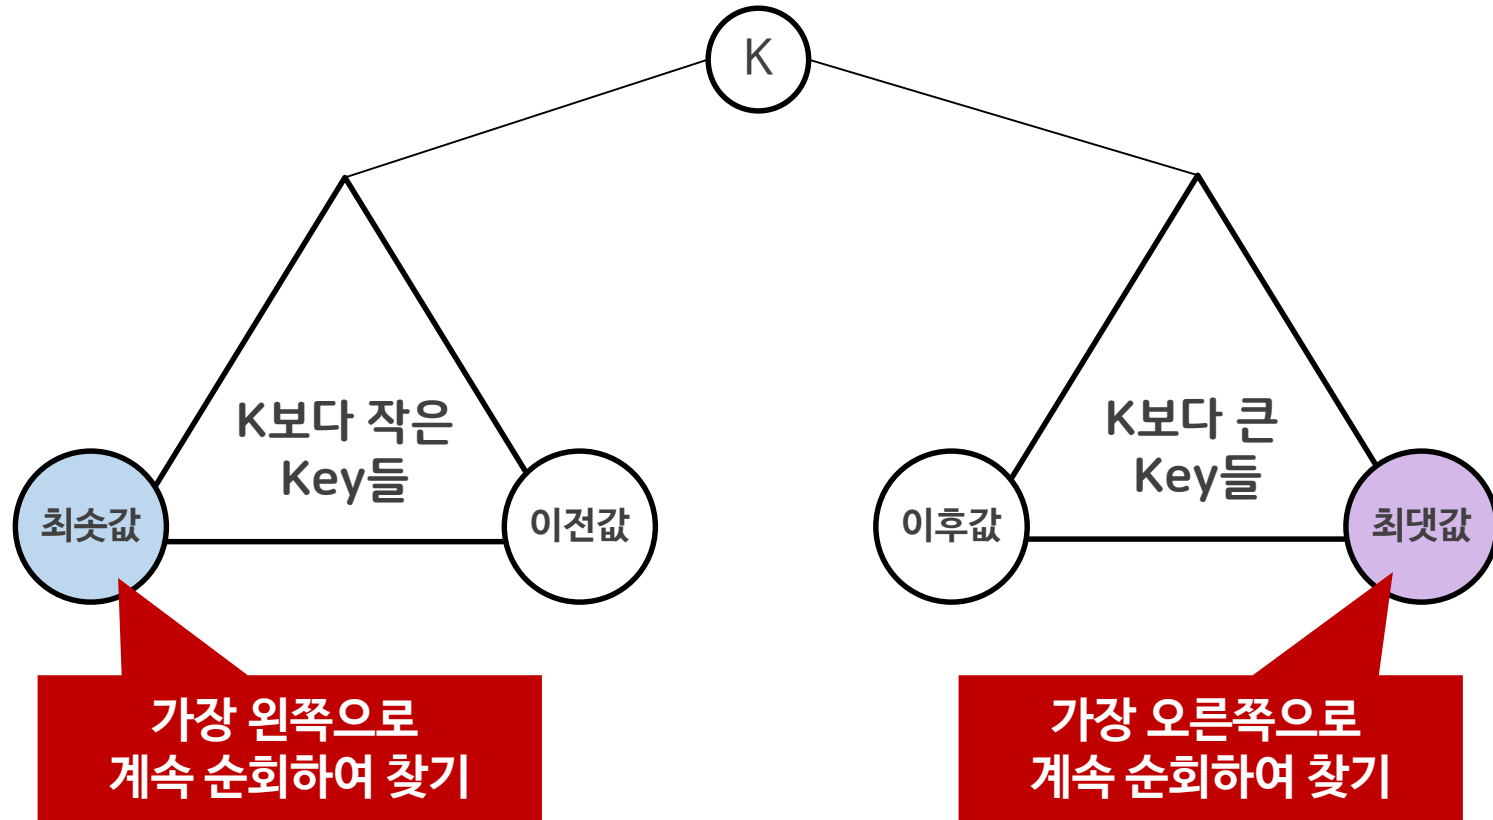 K
K보다 작은
Key들
K보다 큰
Key들
최솟값
이전값
이후값
최댓값
가장 왼쪽으로
계속 순회하여 찾기
가장 오른쪽으로
계속 순회하여 찾기